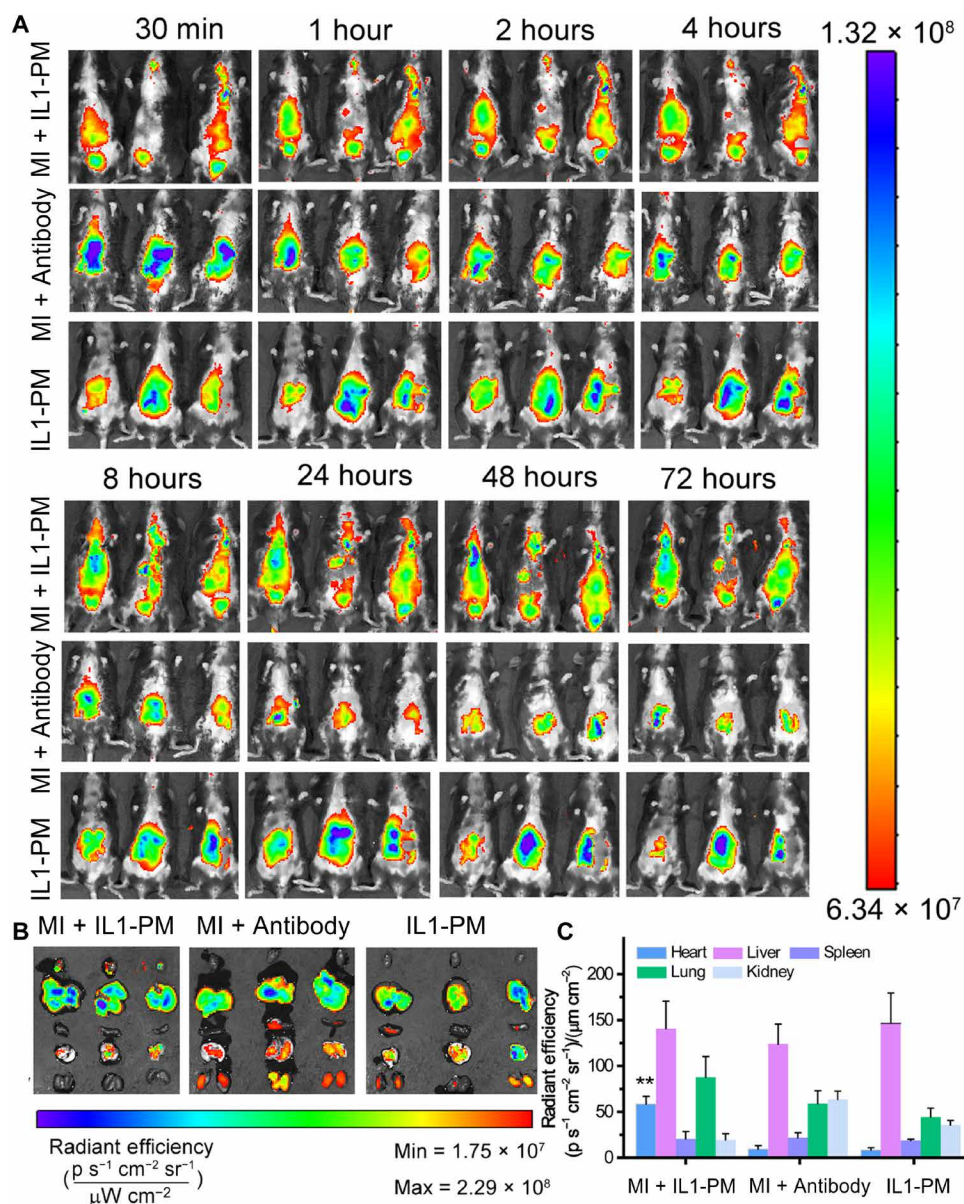 A
30 min
1 hour
2 hours
4 hours
1.32 × 10⁸
MI + IL1-PM
MI + Antibody
IL1-PM
8 hours
24 hours
48 hours
72 hours
MI + IL1-PM
MI + Antibody
IL1-PM
6.34 × 10⁷
B
MI + IL1-PM
MI + Antibody
IL1-PM
Radiant efficiency
(p s⁻¹ cm⁻² sr⁻¹
μW cm⁻²)
Min = 1.75 × 10⁷
Max = 2.29 × 10⁸
C
Heart
Liver
Spleen
Lung
Kidney
Radiant efficiency
(p s⁻¹ cm⁻² sr⁻¹)/(μm cm⁻²)
200
150
100
50
0
**
MI + IL1-PM
MI + Antibody
IL1-PM